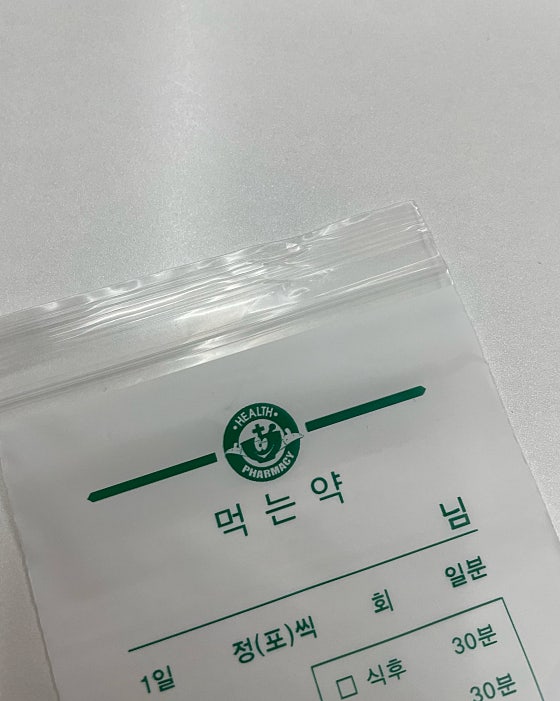 HEALTH
PHARMACY
먹는약
님
일분
1일 정(포)씩 회
□ 식후 30분
30분